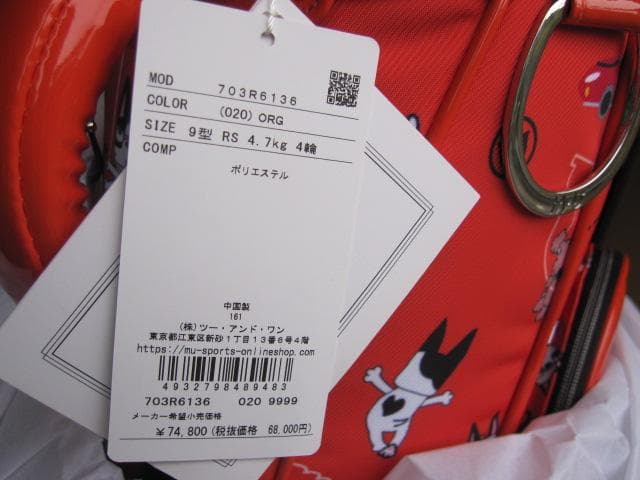 MOD 703R6136
COLOR (020) ORG
SIZE 9型 RS 4.7kg 4輪
COMP
ポリエステル
中国製
161
(株)ツー・アンド・ワン
東京都江東区新砂1丁目13番6号4階
https://mu-sports-onlineshop.com/
4932798489483
703R6136 020 9999
メーカー希望小売価格
￥74,800(税抜価格 68,000円)